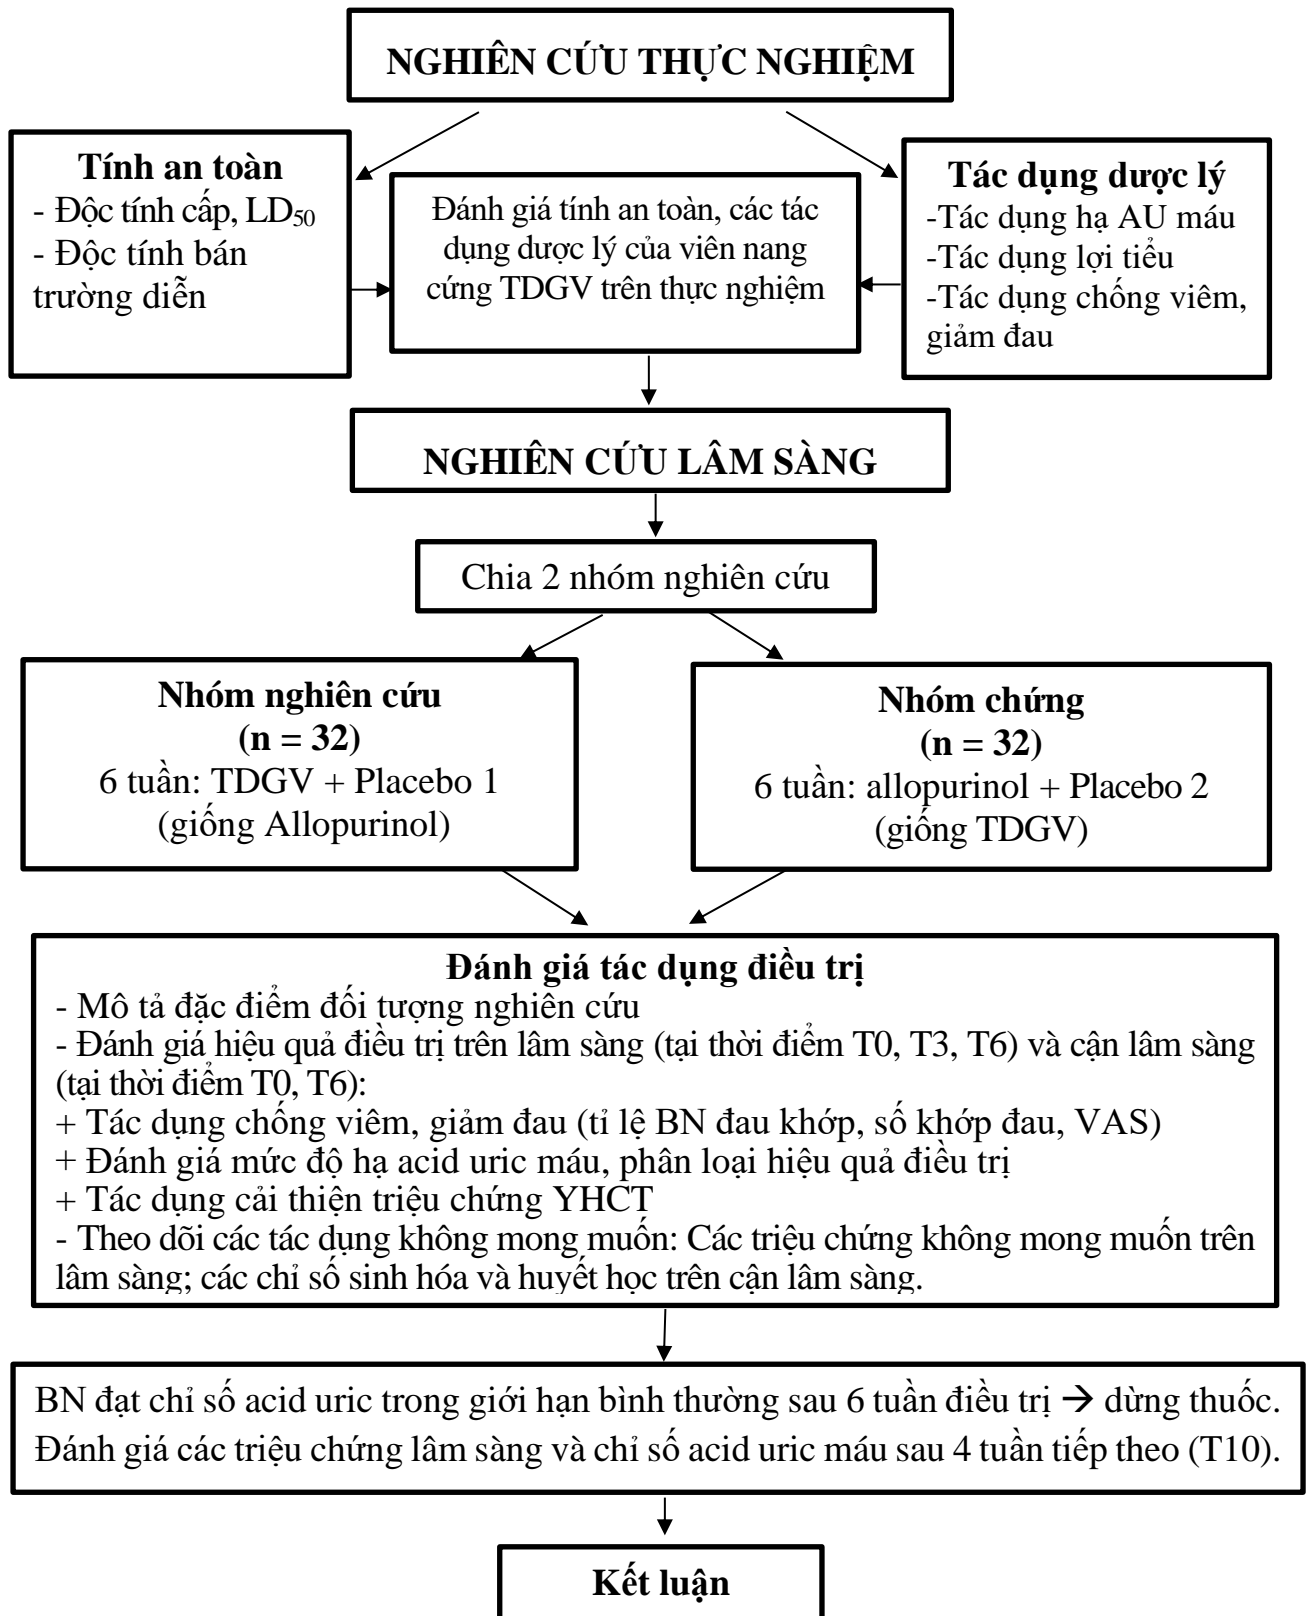 NGHIÊN CỨU THỰC NGHIỆM
Tính an toàn
- Độc tính cấp, LD₅₀
- Độc tính bán
trường diễn
Đánh giá tính an toàn, các tác
dụng dược lý của viên nang
cứng TDGV trên thực nghiệm
Tác dụng dược lý
-Tác dụng hạ AU máu
-Tác dụng lợi tiểu
-Tác dụng chống viêm,
giảm đau
NGHIÊN CỨU LÂM SÀNG
Chia 2 nhóm nghiên cứu
Nhóm nghiên cứu
(n = 32)
6 tuần: TDGV + Placebo 1
(giống Allopurinol)
Nhóm chứng
(n = 32)
6 tuần: allopurinol + Placebo 2
(giống TDGV)
Đánh giá tác dụng điều trị
- Mô tả đặc điểm đối tượng nghiên cứu
- Đánh giá hiệu quả điều trị trên lâm sàng (tại thời điểm T0, T3, T6) và cận lâm sàng
(tại thời điểm T0, T6):
+ Tác dụng chống viêm, giảm đau (tỉ lệ BN đau khớp, số khớp đau, VAS)
+ Đánh giá mức độ hạ acid uric máu, phân loại hiệu quả điều trị
+ Tác dụng cải thiện triệu chứng YHCT
- Theo dõi các tác dụng không mong muốn: Các triệu chứng không mong muốn trên
lâm sàng; các chỉ số sinh hóa và huyết học trên cận lâm sàng.
BN đạt chỉ số acid uric trong giới hạn bình thường sau 6 tuần điều trị → dừng thuốc.
Đánh giá các triệu chứng lâm sàng và chỉ số acid uric máu sau 4 tuần tiếp theo (T10).
Kết luận